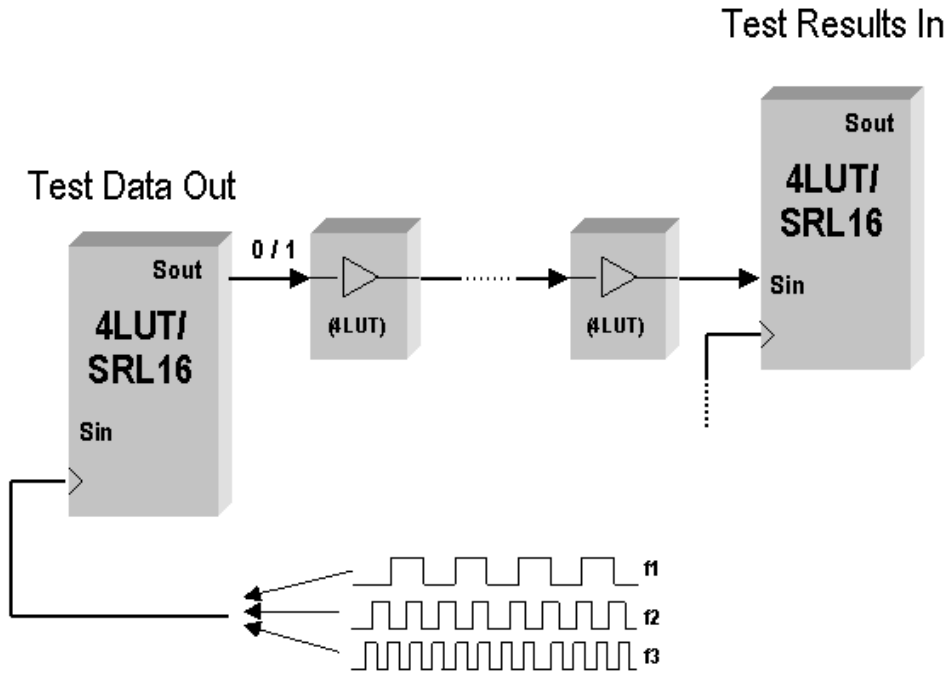 Test Results In
Sout
4LUT/
SRL16
Sin
Test Data Out
Sout
0 / 1
4LUT/
SRL16
Sin
(4LUT)
(4LUT)
f1
f2
f3